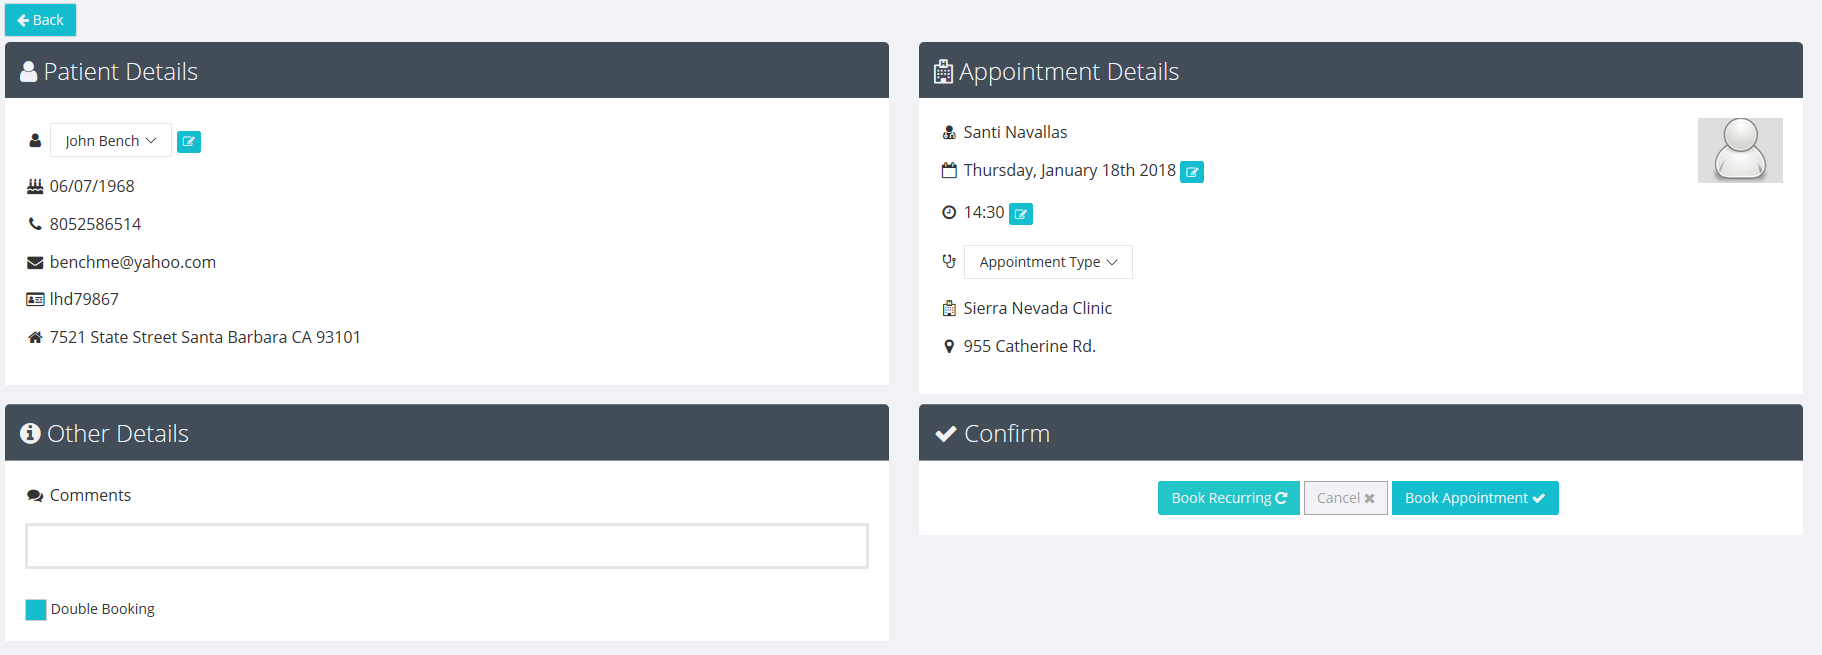 Back
Patient Details
John Bench
06/07/1968
8052586514
benchme@yahoo.com
lhd79867
7521 State Street Santa Barbara CA 93101
Appointment Details
Santi Navallas
Thursday, January 18th 2018
14:30
Appointment Type
Sierra Nevada Clinic
955 Catherine Rd.
Other Details
Comments
Double Booking
Confirm
Book Recurring
Cancel
Book Appointment